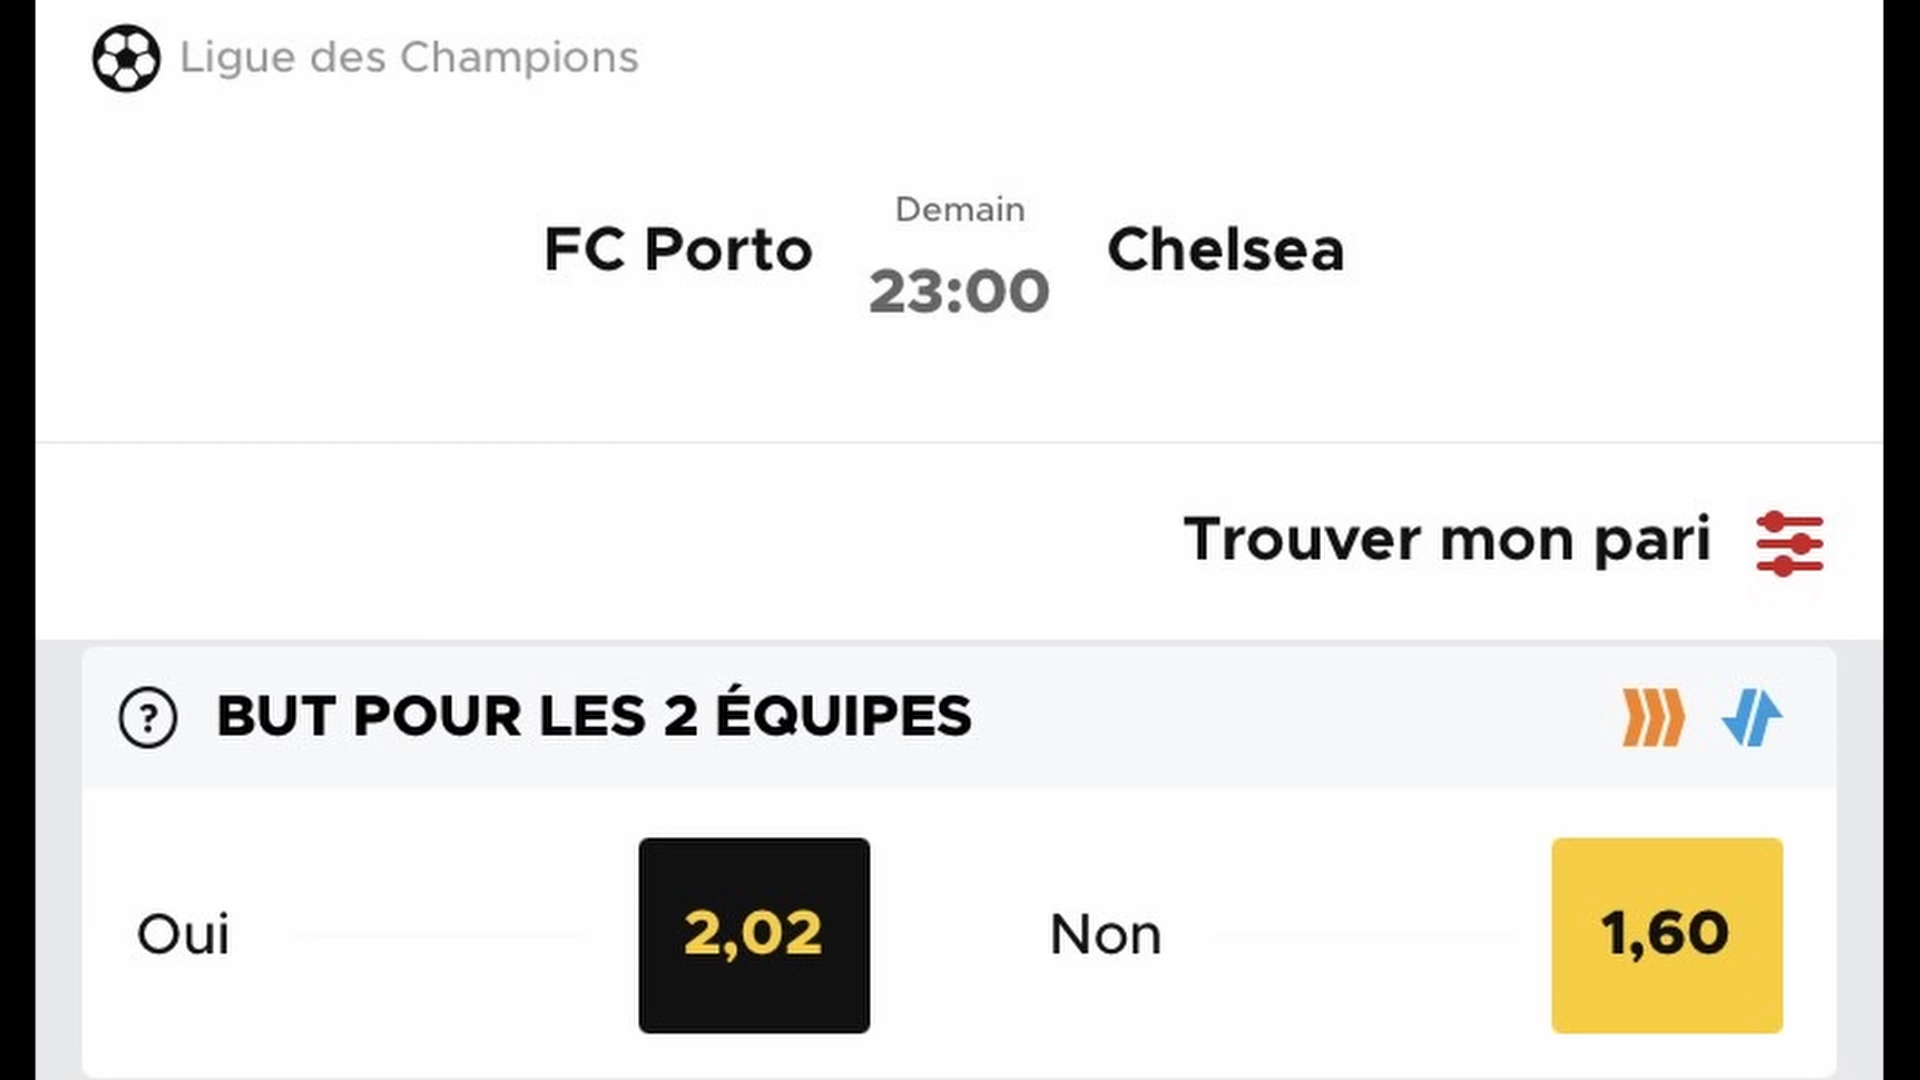 Ligue des Champions
Demain
FC Porto
23:00
Chelsea
Trouver mon pari
? BUT POUR LES 2 ÉQUIPES
Oui 2,02 Non 1,60